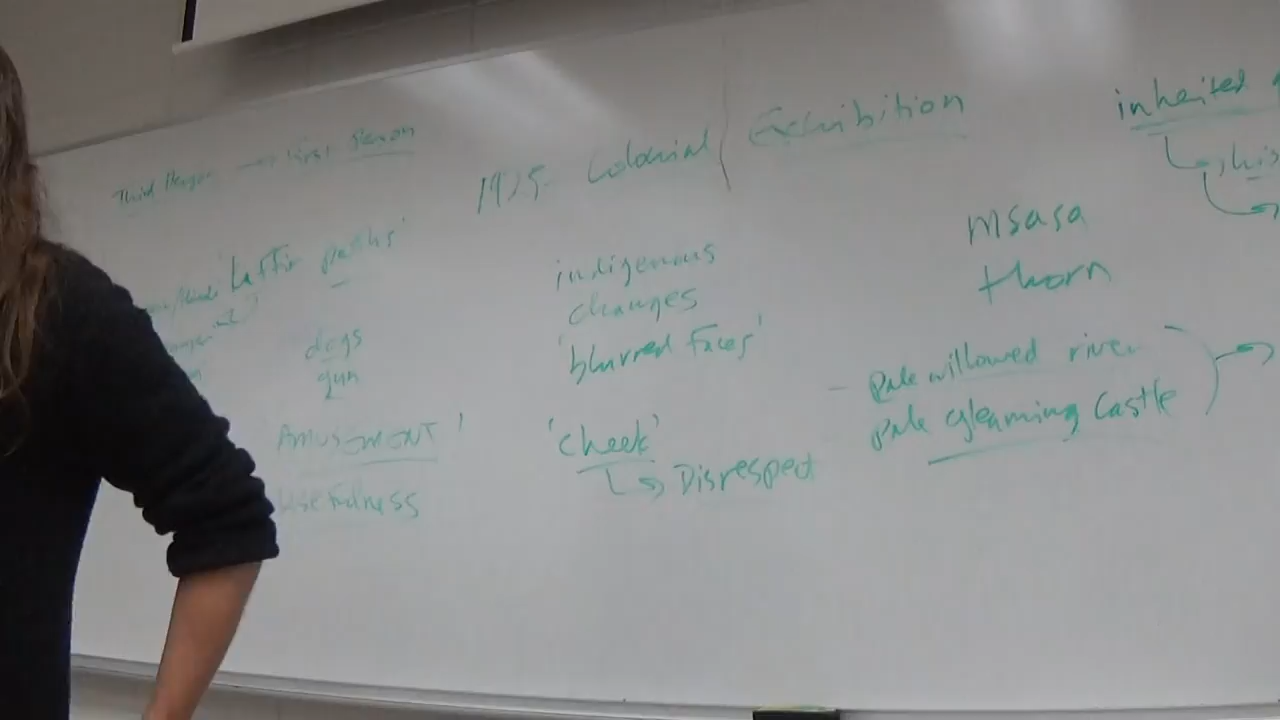 Third Person → First Person
1925 Colonial Exhibition
inherited
Kaffir paths'
dogs
gun
AMUSEMENT'
Usefulness
indigenous
changes
'blurred faces'
'cheek'
↳ Disrespect
msasa
thorn
- pale willowed river
pale gleaming Castle